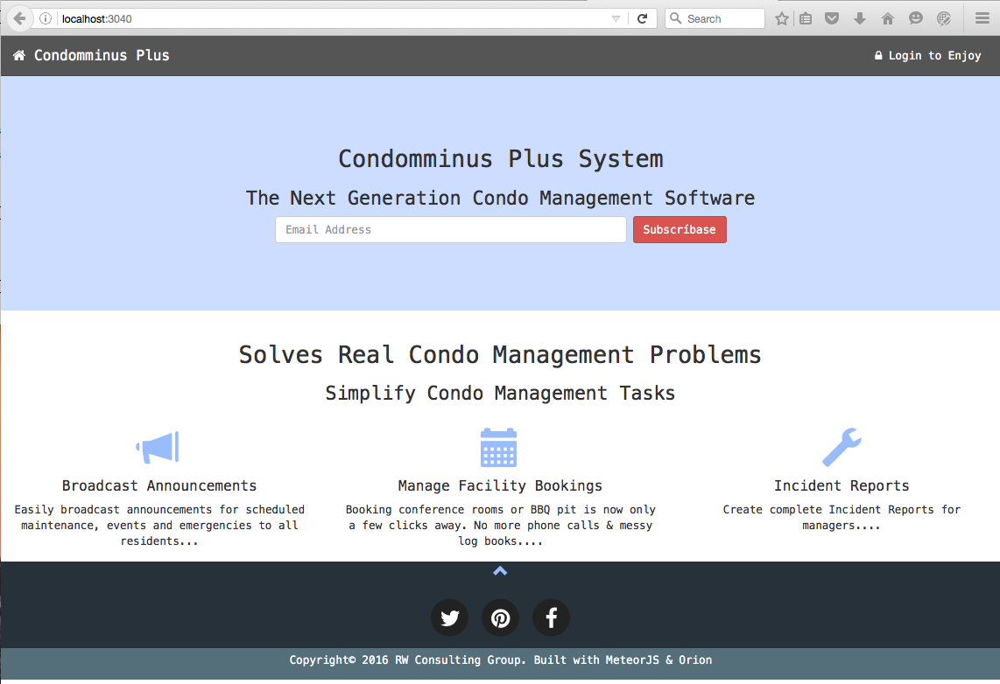 localhost:3040
Search
Condomminus Plus
Login to Enjoy
Condomminus Plus System
The Next Generation Condo Management Software
Email Address
Subscríbase
Solves Real Condo Management Problems
Simplify Condo Management Tasks
Broadcast Announcements
Easily broadcast announcements for scheduled
maintenance, events and emergencies to all
residents...
Manage Facility Bookings
Booking conference rooms or BBQ pit is now only
a few clicks away. No more phone calls & messy
log books....
Incident Reports
Create complete Incident Reports for
managers....
Copyright© 2016 RW Consulting Group. Built with MeteorJS & Orion